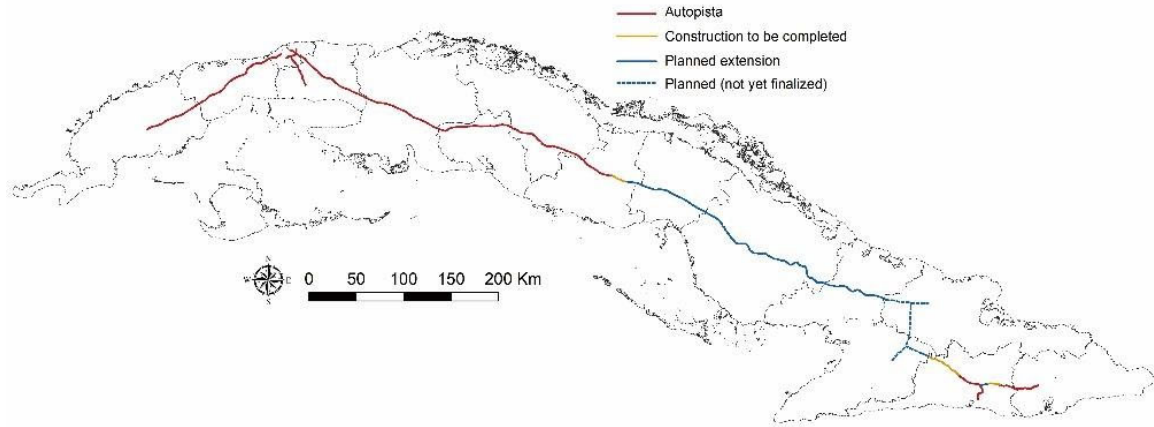 Autopista
Construction to be completed
Planned extension
Planned (not yet finalized)
N
W E
S
0 50 100 150 200 Km